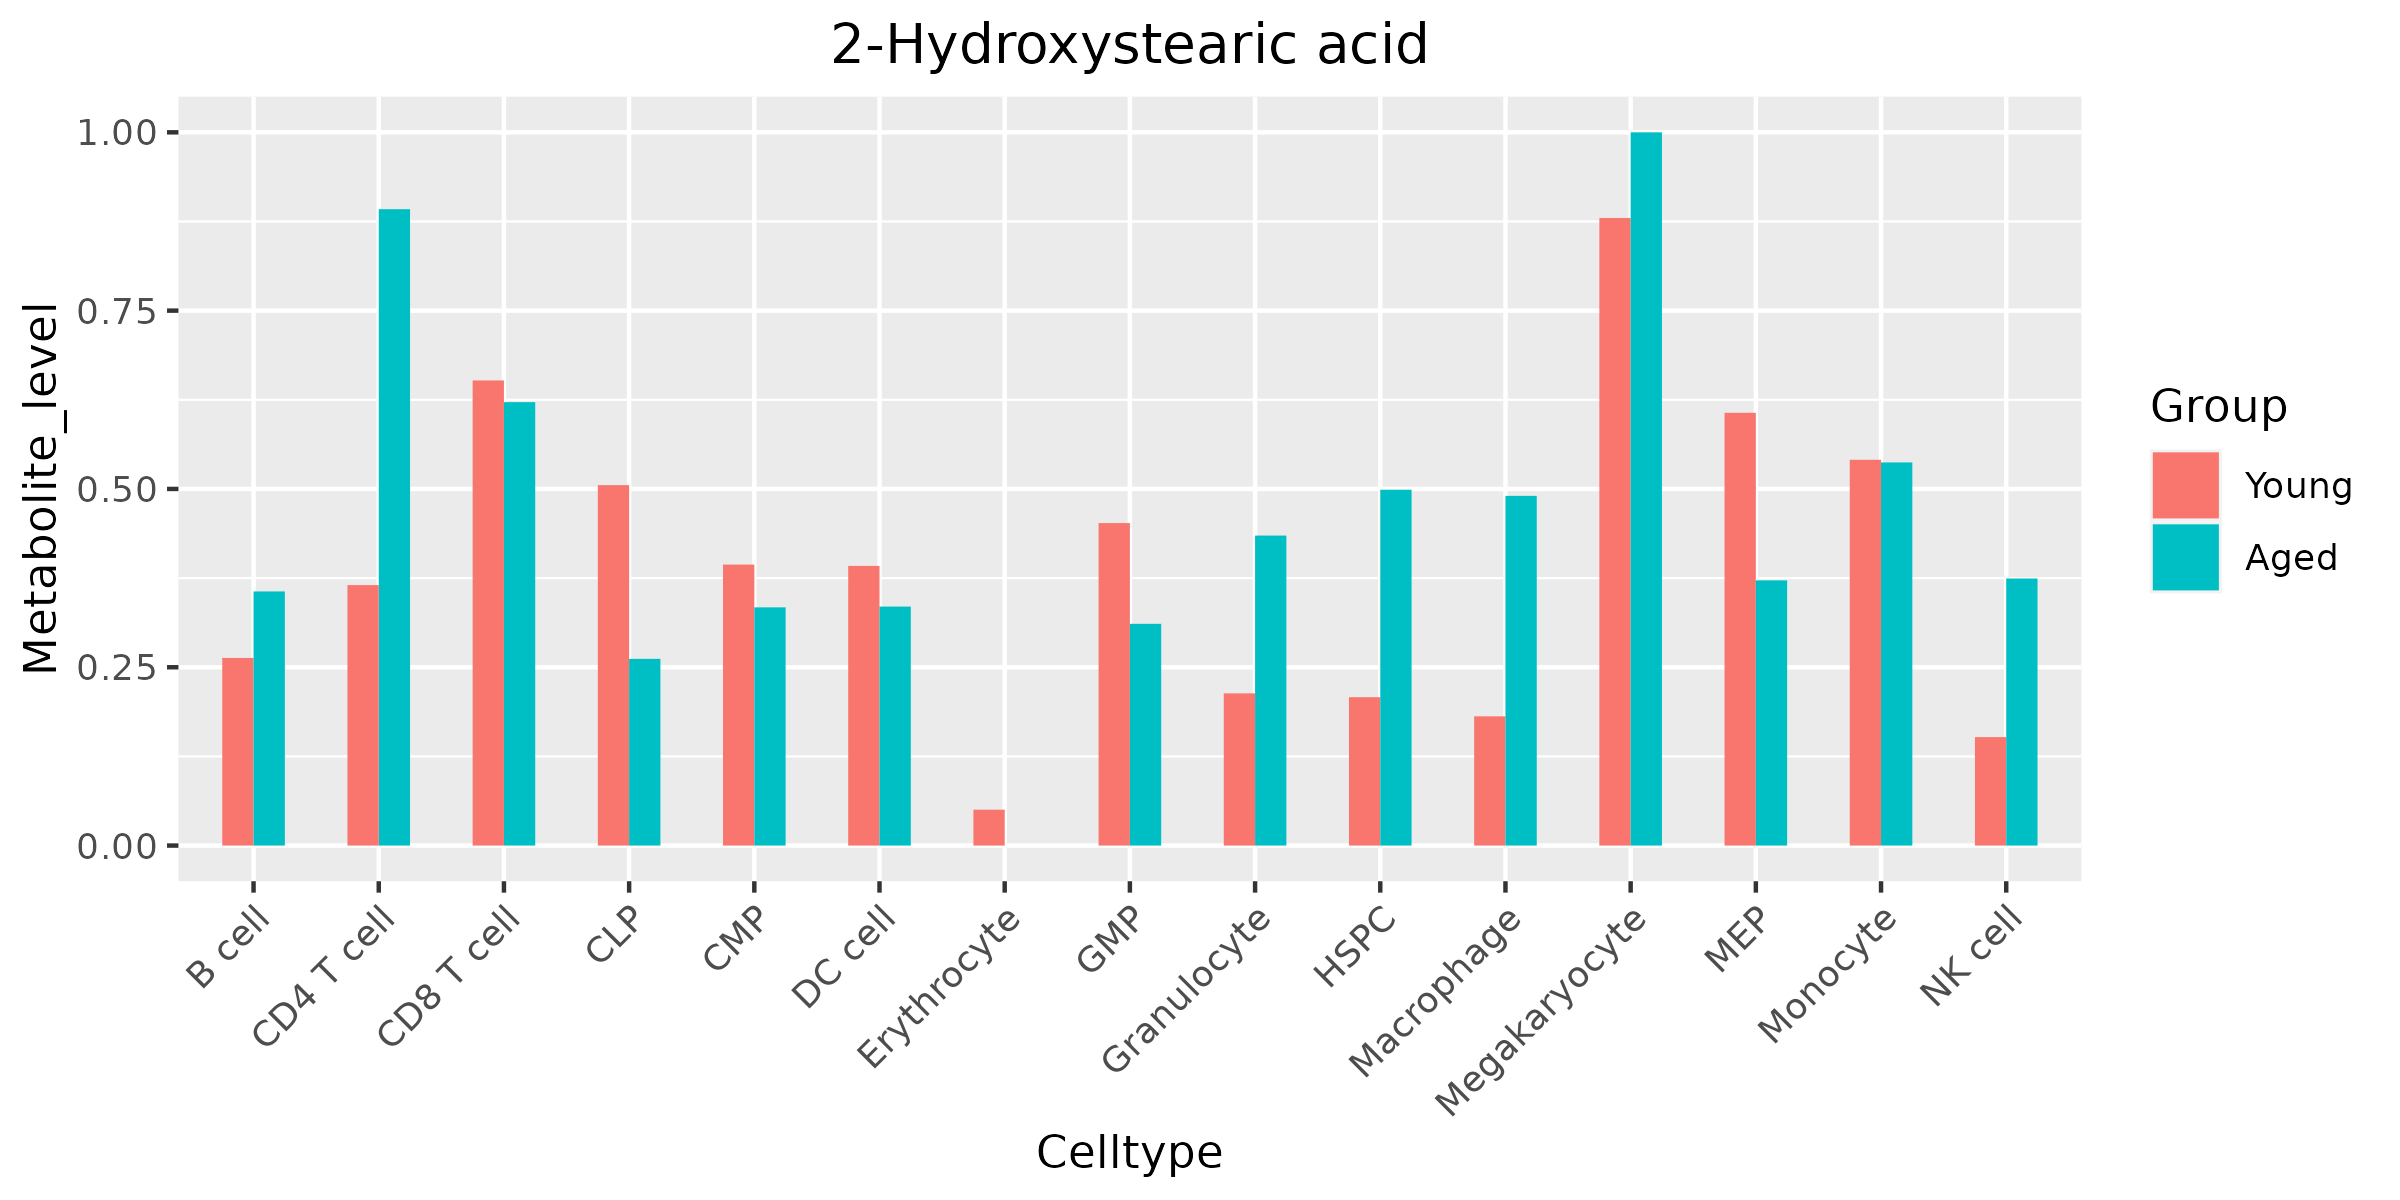 2-Hydroxystearic acid
Metabolite_level
1.00
0.75
0.50
0.25
0.00
B cell
CD4 T cell
CD8 T cell
CLP
CMP
DC cell
Erythrocyte
GMP
Granulocyte
HSPC
Macrophage
Megakaryocyte
MEP
Monocyte
NK cell
Celltype
Group
Young
Aged